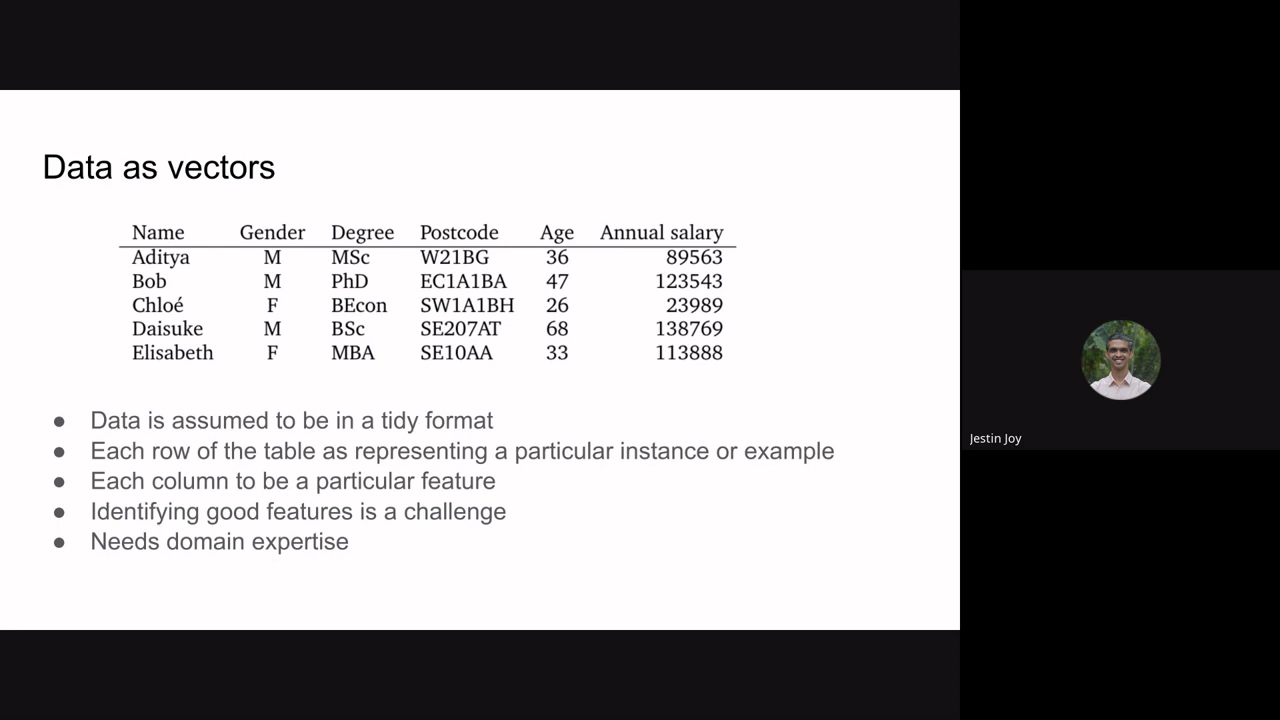 Data as vectors
Name Gender Degree Postcode Age Annual salary
Aditya M MSc W21BG 36 89563
Bob M PhD EC1A1BA 47 123543
Chloé F BEcon SW1A1BH 26 23989
Daisuke M BSc SE207AT 68 138769
Elisabeth F MBA SE10AA 33 113888
● Data is assumed to be in a tidy format
● Each row of the table as representing a particular instance or example
● Each column to be a particular feature
● Identifying good features is a challenge
● Needs domain expertise
Jestin Joy